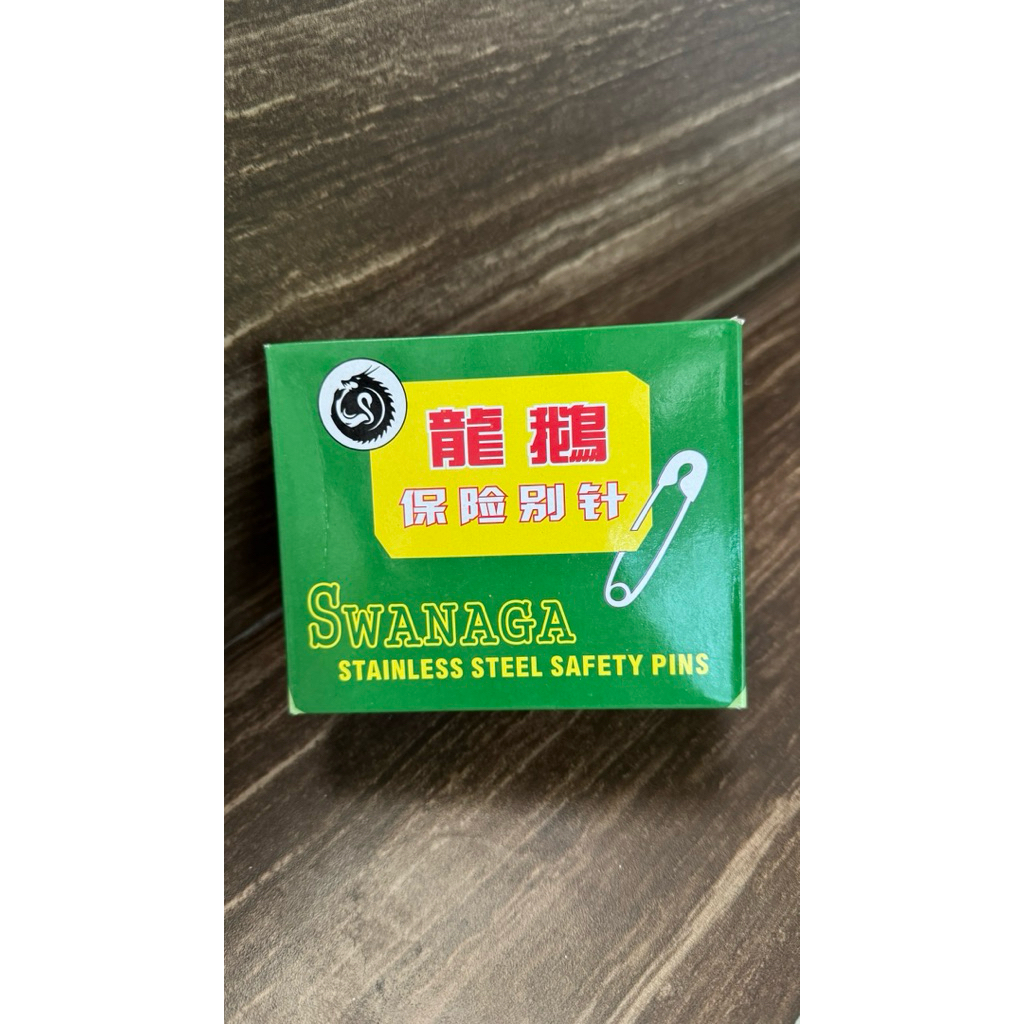 龍鵝
保险别针
SWANAGA
STAINLESS STEEL SAFETY PINS